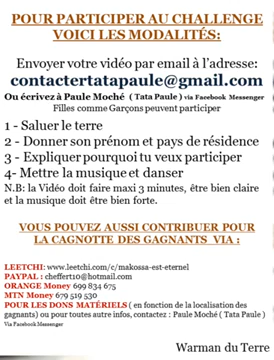 POUR PARTICIPER AU CHALLENGE
VOICI LES MODALITÉS:
Envoyer votre vidéo par email à l'adresse:
contactertatapaule@gmail.com
Ou écrivez à Paule Moché ( Tata Paule ) via Facebook Messenger
Filles comme Garçons peuvent participer
1 - Saluer le terre
2 - Donner son prénom et pays de résidence
3 - Expliquer pourquoi tu veux participer
4- Mettre la musique et danser
N.B: la Vidéo doit faire maxi 3 minutes, être bien claire
et la musique doit être bien forte.
VOUS POUVEZ AUSSI CONTRIBUER POUR
LA CAGNOTTE DES GAGNANTS VIA :
LEETCHI: www.leetchi.com/c/makossa-est-eternel
PAYPAL : cheffert10@hotmail.com
ORANGE Money 699 834 675
MTN Money 679 519 530
POUR LES DONS MATÉRIELS ( en fonction de la localisation des
gagnants) ou pour toutes autre infos, contactez : Paule Moché ( Tata Paule )
Via Facebook Messenger
Warman du Terre